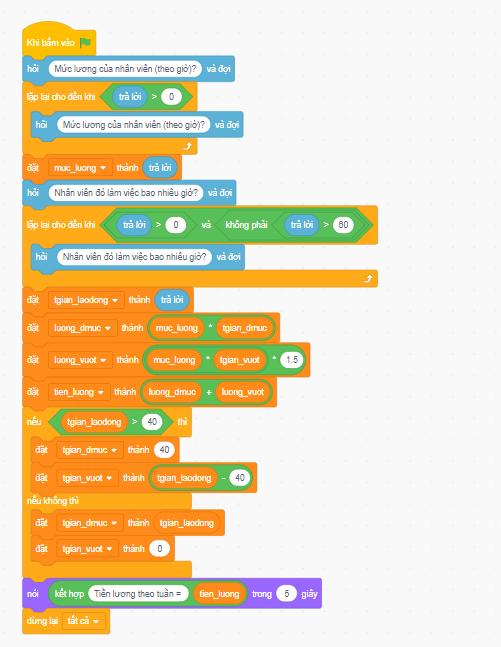 Khi bấm vào
hỏi Mức lương của nhân viên (theo giờ)? và đợi
lặp lại cho đến khi trả lời > 0
hỏi Mức lương của nhân viên (theo giờ)? và đợi
đặt muc_luong thành trả lời
hỏi Nhân viên đó làm việc bao nhiêu giờ? và đợi
lặp lại cho đến khi trả lời > 0 và không phải trả lời > 60
hỏi Nhân viên đó làm việc bao nhiêu giờ? và đợi
đặt tgian_laodong thành trả lời
đặt luong_dmuc thành muc_luong * tgian_dmuc
đặt luong_vuot thành muc_luong * tgian_vuot * 1.5
đặt tien_luong thành luong_dmuc + luong_vuot
nếu tgian_laodong > 40 thì
đặt tgian_dmuc thành 40
đặt tgian_vuot thành tgian_laodong - 40
nếu không thì
đặt tgian_dmuc thành tgian_laodong
đặt tgian_vuot thành 0
nói kết hợp Tiền lương theo tuần = tien_luong trong 5 giây
dừng lại tất cả